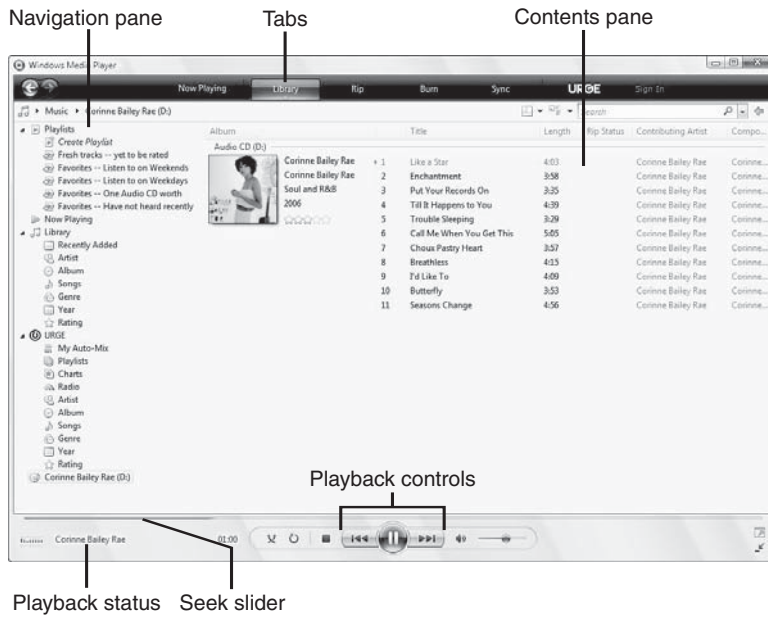 Navigation pane
Tabs
Contents pane
Windows Media Player
Now Playing Library Rip Burn Sync URGE Sign In
Music Corinne Bailey Rae (D:)
Search
Playlists
Create Playlist
Fresh tracks -- yet to be rated
Favorites -- Listen to on Weekends
Favorites -- Listen to on Weekdays
Favorites -- One Audio CD worth
Favorites -- Have not heard recently
Now Playing
Library
Recently Added
Artist
Album
Songs
Genre
Year
Rating
URGE
My Auto-Mix
Playlists
Charts
Radio
Artist
Album
Songs
Genre
Year
Rating
Corinne Bailey Rae (D:)
Album Title Length Rip Status Contributing Artist Compo...
Audio CD (D:)
Corinne Bailey Rae
Corinne Bailey Rae
Soul and R&B
2006
1 Like a Star 4:03 Corinne Bailey Rae Corinne...
2 Enchantment 3:58 Corinne Bailey Rae Corinne...
3 Put Your Records On 3:35 Corinne Bailey Rae Corinne...
4 Till It Happens to You 4:39 Corinne Bailey Rae Corinne...
5 Trouble Sleeping 3:29 Corinne Bailey Rae Corinne...
6 Call Me When You Get This 5:05 Corinne Bailey Rae Corinne...
7 Choux Pastry Heart 3:57 Corinne Bailey Rae Corinne...
8 Breathless 4:15 Corinne Bailey Rae Corinne...
9 I'd Like To 4:09 Corinne Bailey Rae Corinne...
10 Butterfly 3:53 Corinne Bailey Rae Corinne...
11 Seasons Change 4:56 Corinne Bailey Rae Corinne...
Playback controls
Corinne Bailey Rae 01:00
Playback status
Seek slider